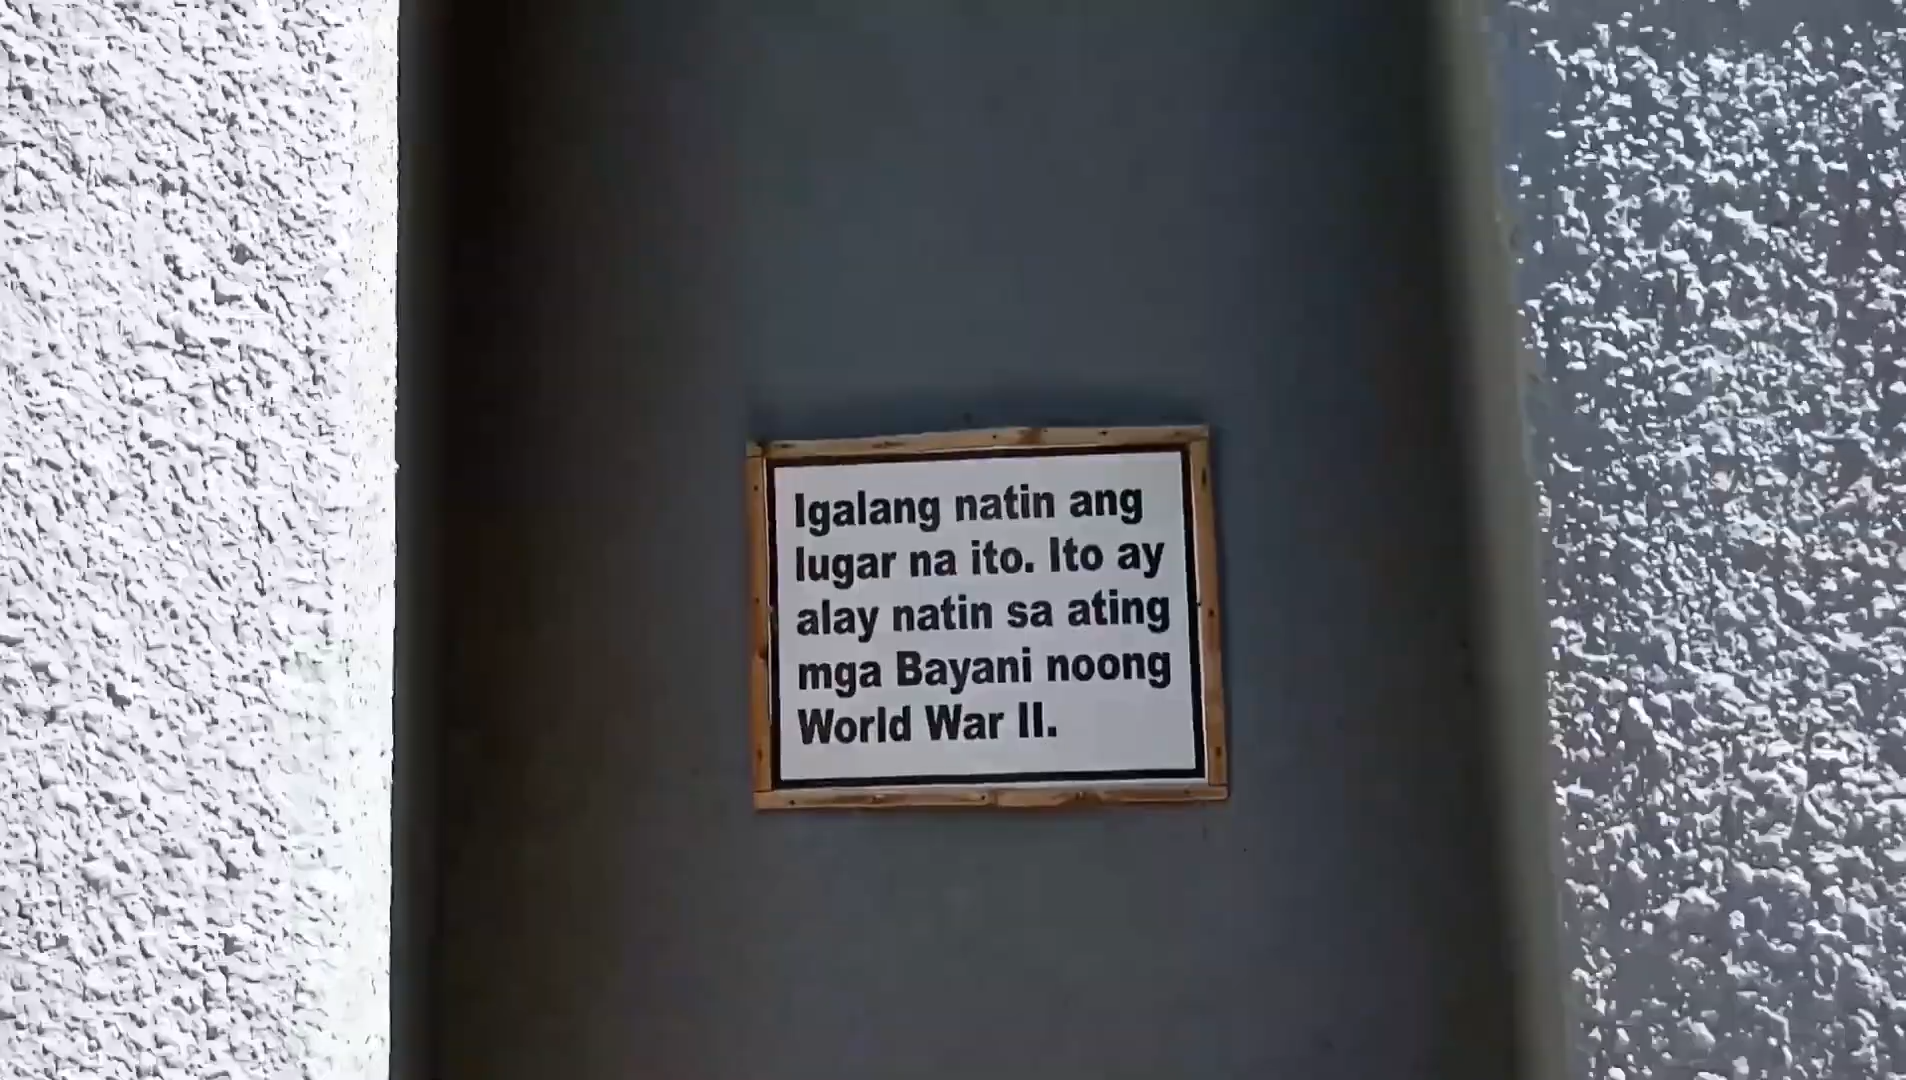 Igalang natin ang
lugar na ito. Ito ay
alay natin sa ating
mga Bayani noong
World War II.